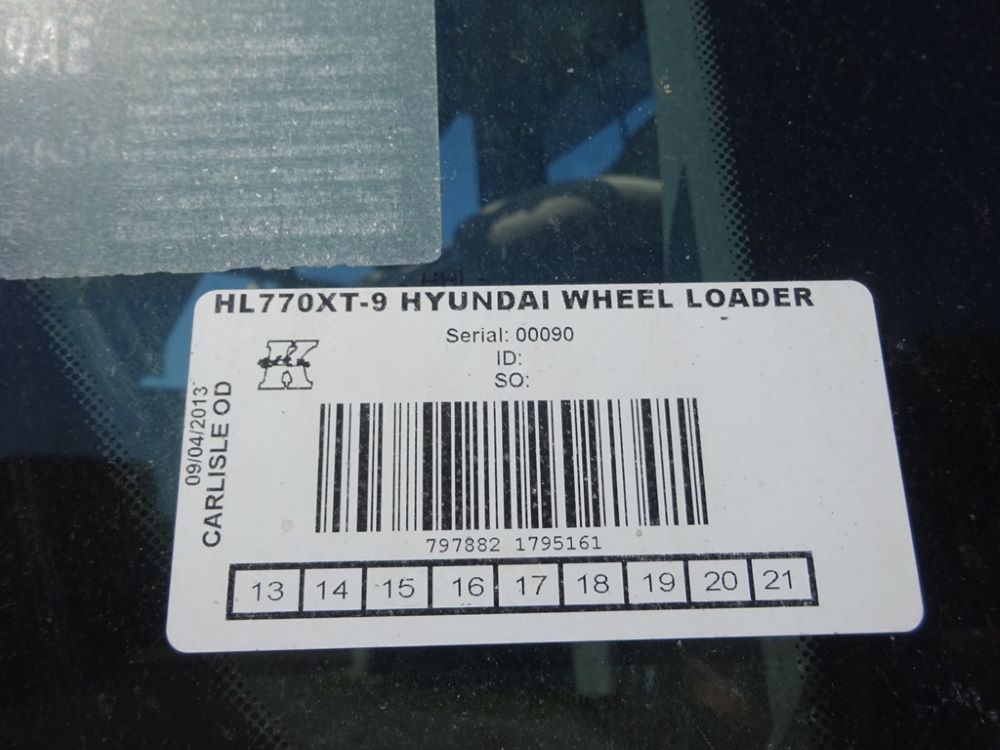 HL770XT-9 HYUNDAI WHEEL LOADER
Serial: 00090
ID:
SO:
09/04/2013
CARLISLE OD
797882 1795161
13 14 15 16 17 18 19 20 21